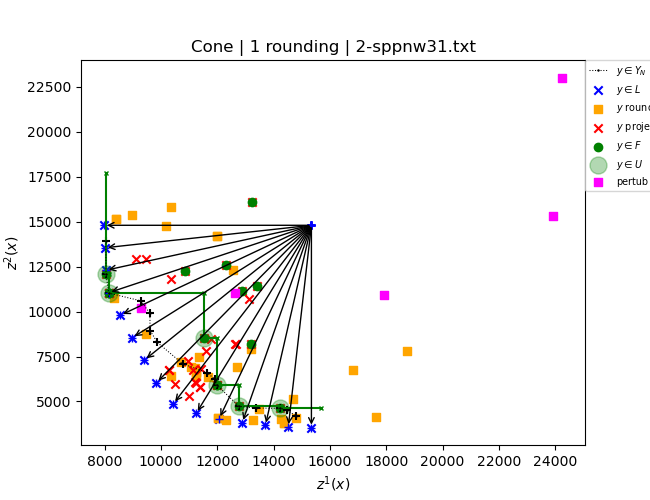 Cone | 1 rounding | 2-sppnw31.txt
z²(x)
22500
20000
17500
15000
12500
10000
7500
5000
8000 10000 12000 14000 16000 18000 20000 22000 24000
z¹(x)
y ∈ Y_N
y ∈ L
y roun
y proje
y ∈ F
y ∈ U
pertub